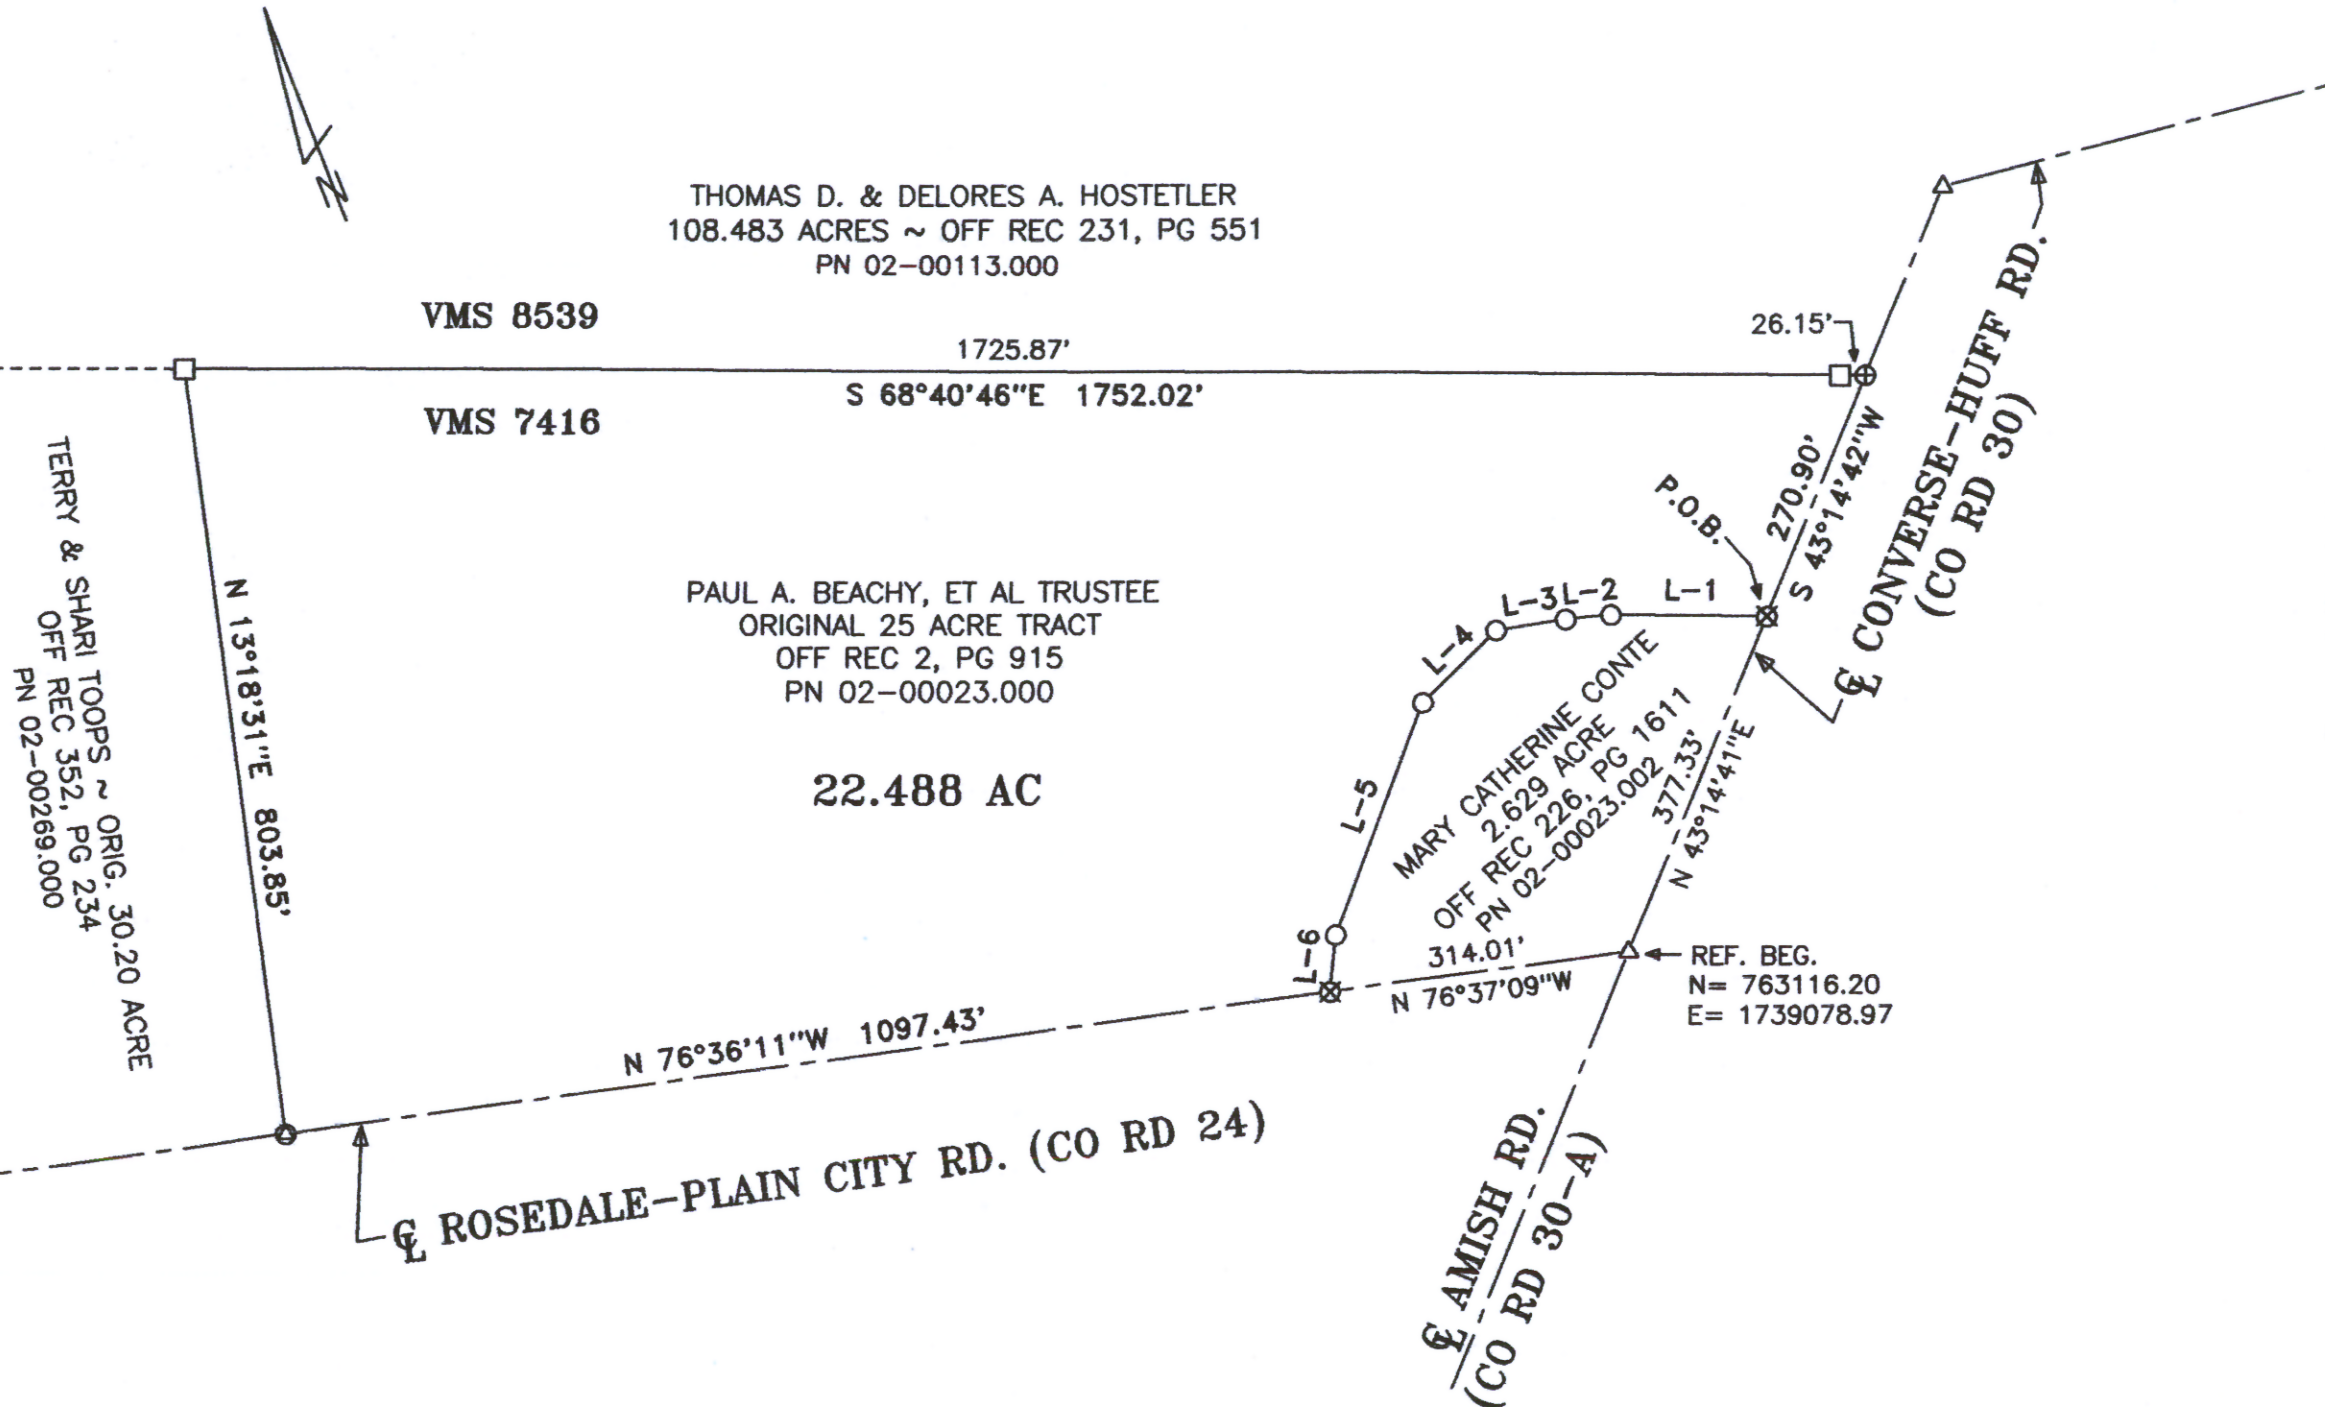 N
THOMAS D. & DELORES A. HOSTETLER
108.483 ACRES ~ OFF REC 231, PG 551
PN 02-00113.000
VMS 8539
1725.87'
26.15'
S 68°40'46"E 1752.02'
VMS 7416
270.90'
S 43°14'42"W
℄ CONVERSE-HUFF RD.
(CO RD 30)
P.O.B.
TERRY & SHARI TOOPS ~ ORIG. 30.20 ACRE
OFF REC 352, PG 234
PN 02-00269.000
N 13°18'31"E 803.85'
PAUL A. BEACHY, ET AL TRUSTEE
ORIGINAL 25 ACRE TRACT
OFF REC 2, PG 915
PN 02-00023.000
22.488 AC
L-1
L-2
L-3
L-4
L-5
L-6
MARY CATHERINE CONTE
2.629 ACRE
OFF REC 226, PG 1611
PN 02-00023.002
377.33'
N 43°14'41"E
314.01'
N 76°37'09"W
REF. BEG.
N= 763116.20
E= 1739078.97
N 76°36'11"W 1097.43'
℄ ROSEDALE-PLAIN CITY RD. (CO RD 24)
℄ AMISH RD.
(CO RD 30-A)